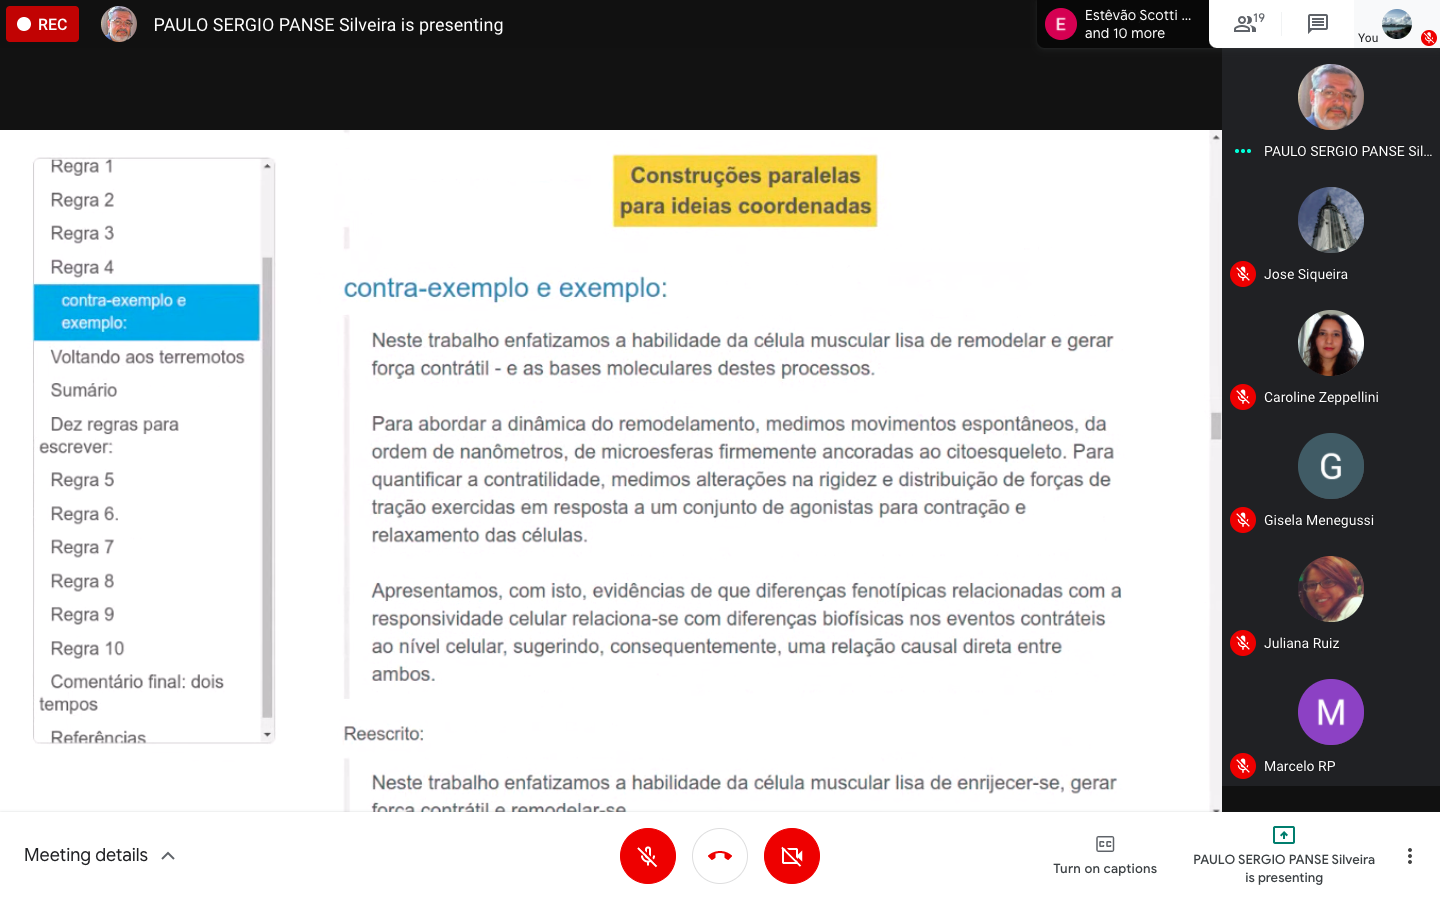 REC
PAULO SERGIO PANSE Silveira is presenting
E
Estêvão Scotti ...
and 10 more
19
You
Regra 1
Regra 2
Regra 3
Regra 4
contra-exemplo e
exemplo:
Voltando aos terremotos
Sumário
Dez regras para
escrever:
Regra 5
Regra 6.
Regra 7
Regra 8
Regra 9
Regra 10
Comentário final: dois
tempos
Referências
Construções paralelas
para ideias coordenadas
contra-exemplo e exemplo:
Neste trabalho enfatizamos a habilidade da célula muscular lisa de remodelar e gerar
força contrátil - e as bases moleculares destes processos.
Para abordar a dinâmica do remodelamento, medimos movimentos espontâneos, da
ordem de nanômetros, de microesferas firmemente ancoradas ao citoesqueleto. Para
quantificar a contratilidade, medimos alterações na rigidez e distribuição de forças de
tração exercidas em resposta a um conjunto de agonistas para contração e
relaxamento das células.
Apresentamos, com isto, evidências de que diferenças fenotípicas relacionadas com a
responsividade celular relaciona-se com diferenças biofísicas nos eventos contráteis
ao nível celular, sugerindo, consequentemente, uma relação causal direta entre
ambos.
Reescrito:
Neste trabalho enfatizamos a habilidade da célula muscular lisa de enrijecer-se, gerar
força contrátil e remodelar-se
PAULO SERGIO PANSE Sil...
Jose Siqueira
Caroline Zeppellini
G
Gisela Menegussi
Juliana Ruiz
M
Marcelo RP
Meeting details
CC
Turn on captions
PAULO SERGIO PANSE Silveira
is presenting